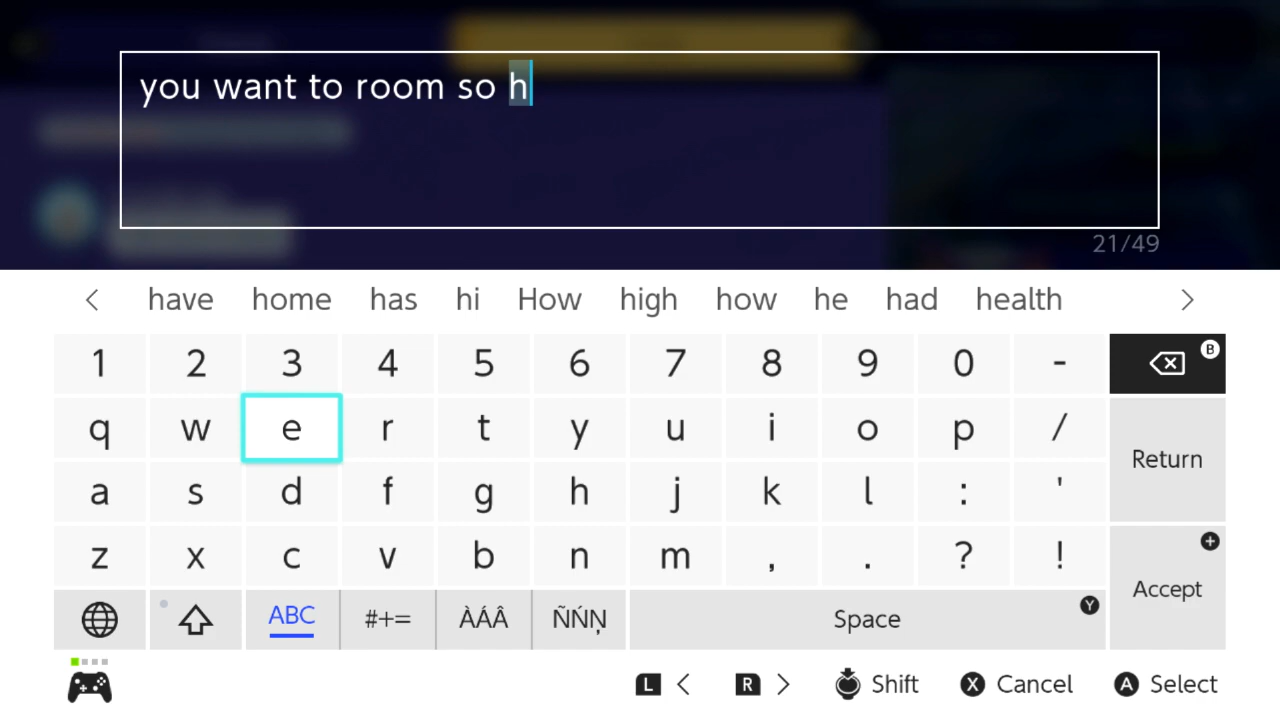 you want to room so h
21/49
have home has hi How high how he had health
1 2 3 4 5 6 7 8 9 0 - B
q w e r t y u i o p / Return
a s d f g h j k l : '
z x c v b n m , . ? ! + Accept
ABC #+= ÀÁÂ ÑŃŅ Space Y
L R Shift X Cancel A Select